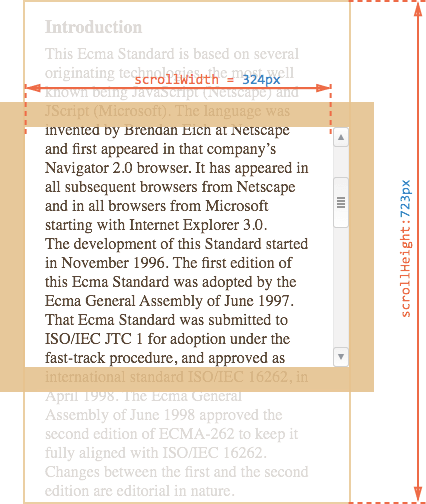 Introduction
This Ecma Standard is based on several
originating technologies, the most well
scrollWidth = 324px
known being JavaScript (Netscape) and
JScript (Microsoft). The language was
invented by Brendan Eich at Netscape
and first appeared in that company’s
Navigator 2.0 browser. It has appeared in
all subsequent browsers from Netscape
and in all browsers from Microsoft
starting with Internet Explorer 3.0.
The development of this Standard started
in November 1996. The first edition of
this Ecma Standard was adopted by the
Ecma General Assembly of June 1997.
That Ecma Standard was submitted to
ISO/IEC JTC 1 for adoption under the
fast-track procedure, and approved as
international standard ISO/IEC 16262, in
April 1998. The Ecma General
Assembly of June 1998 approved the
second edition of ECMA-262 to keep it
fully aligned with ISO/IEC 16262.
Changes between the first and the second
edition are editorial in nature.
scrollHeight:723px